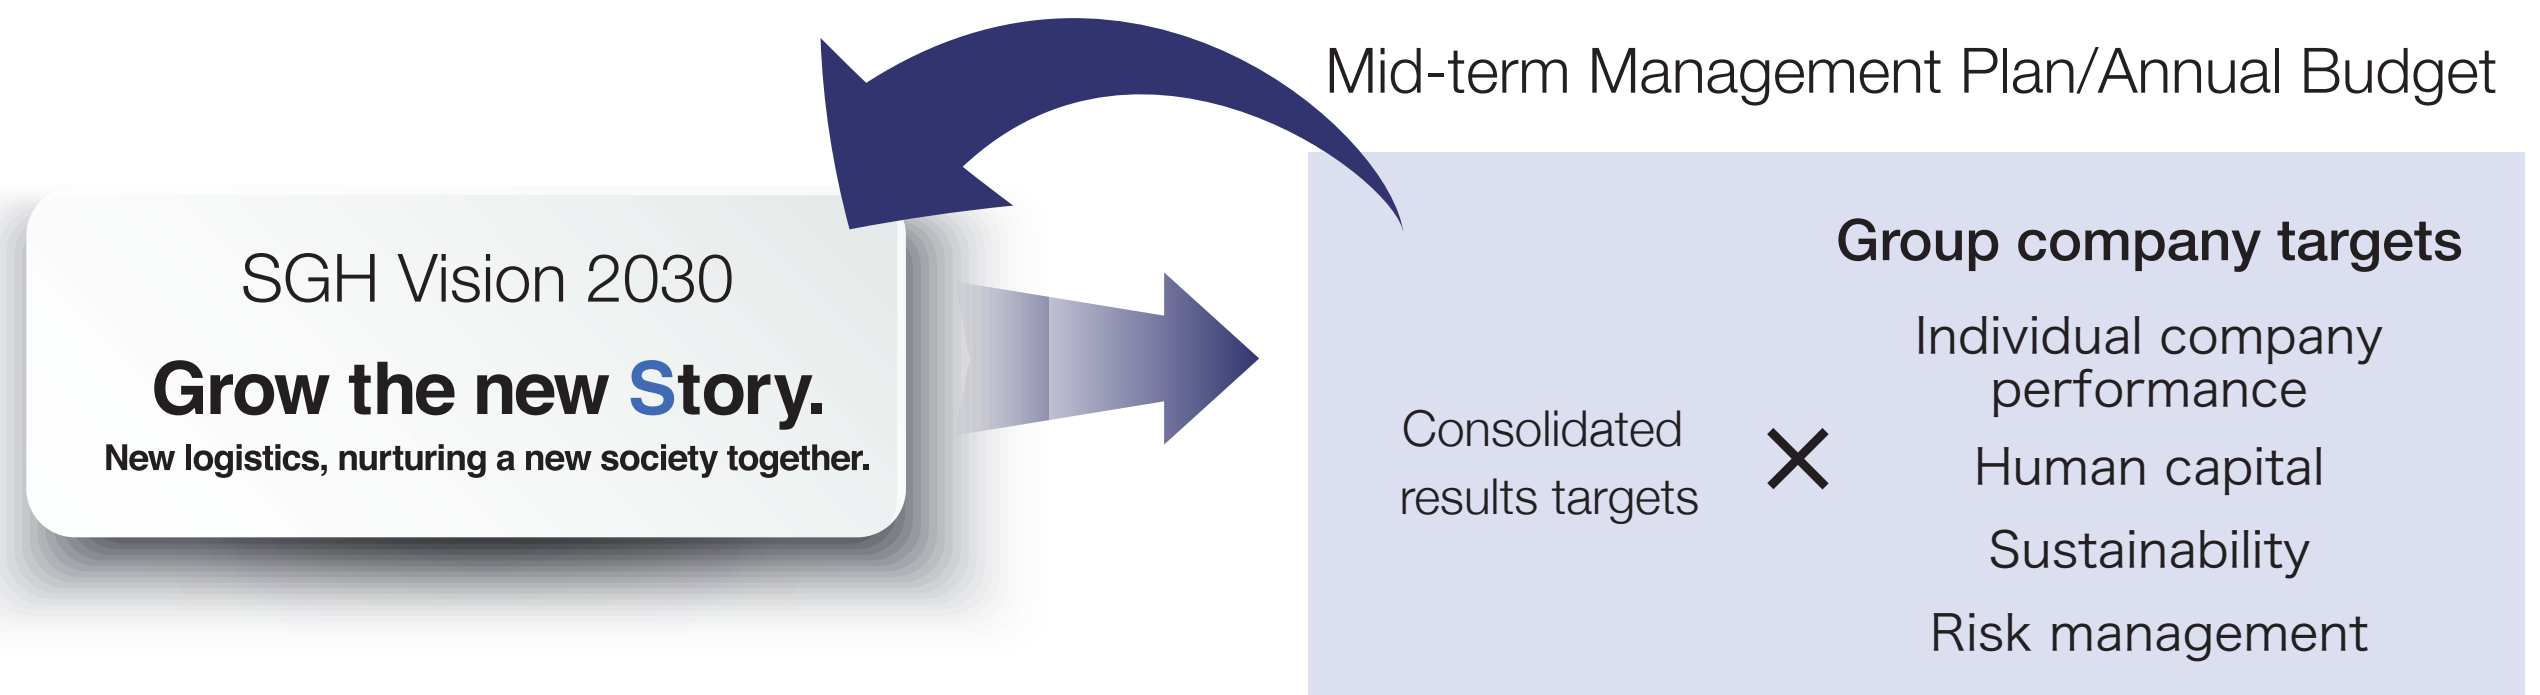 Mid-term Management Plan/Annual Budget
SGH Vision 2030
Grow the new Story.
New logistics, nurturing a new society together.
Consolidated
results targets
×
Group company targets
Individual company
performance
Human capital
Sustainability
Risk management